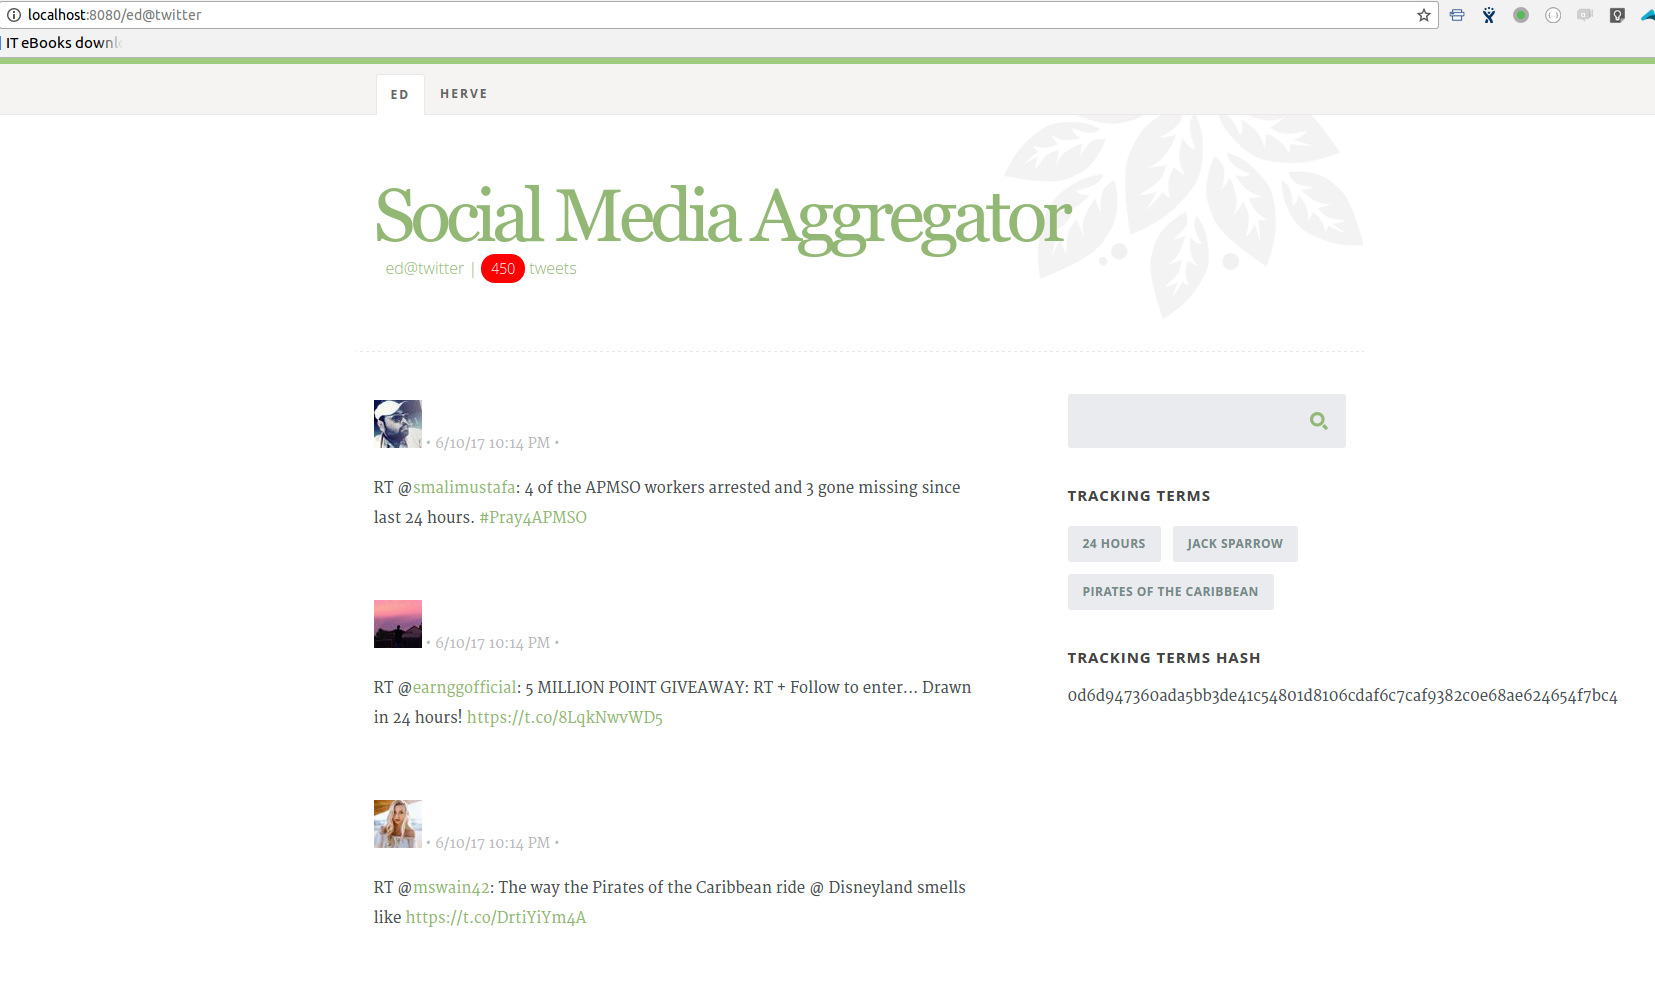 localhost:8080/ed@twitter
IT eBooks downl
ED
HERVE
Social Media Aggregator
ed@twitter | 450 tweets
• 6/10/17 10:14 PM •
RT @smalimustafa: 4 of the APMSO workers arrested and 3 gone missing since
last 24 hours. #Pray4APMSO
• 6/10/17 10:14 PM •
RT @earnggofficial: 5 MILLION POINT GIVEAWAY: RT + Follow to enter... Drawn
in 24 hours! https://t.co/8LqkNwvWD5
• 6/10/17 10:14 PM •
RT @mswain42: The way the Pirates of the Caribbean ride @ Disneyland smells
like https://t.co/DrtiYiYm4A
TRACKING TERMS
24 HOURS
JACK SPARROW
PIRATES OF THE CARIBBEAN
TRACKING TERMS HASH
0d6d947360ada5bb3de41c54801d8106cdaf6c7caf9382c0e68ae624654f7bc4